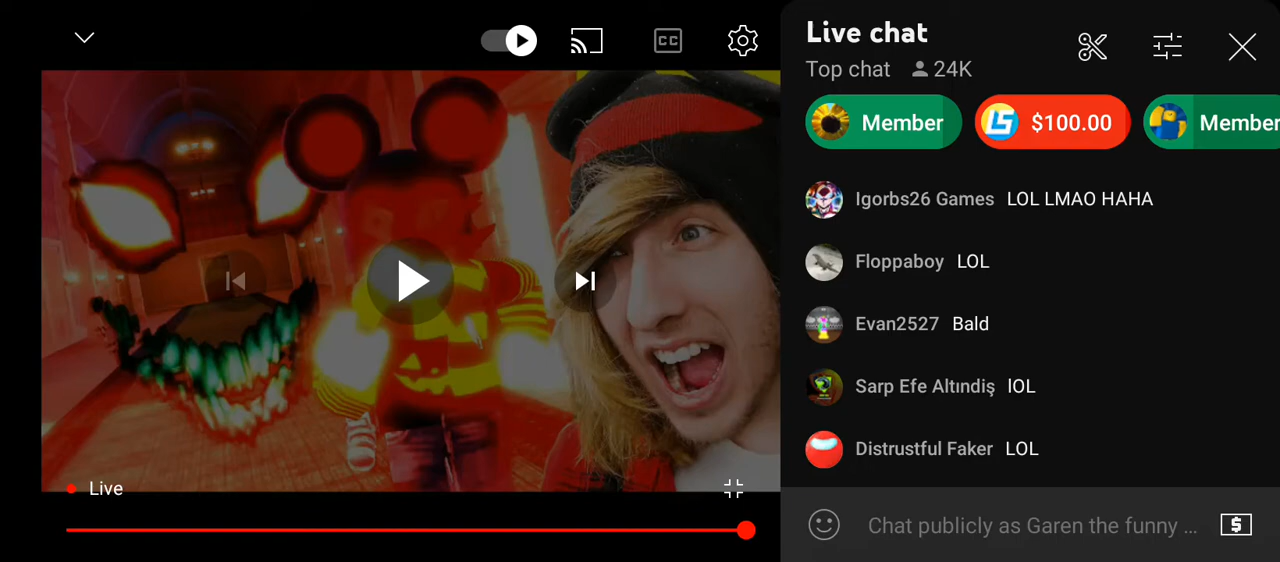 CC
Live chat
Top chat 24K
Member
$100.00
Member
Igorbs26 Games LOL LMAO HAHA
Floppaboy LOL
Evan2527 Bald
Sarp Efe Altındiş lOL
Distrustful Faker LOL
Live
Chat publicly as Garen the funny ...
$